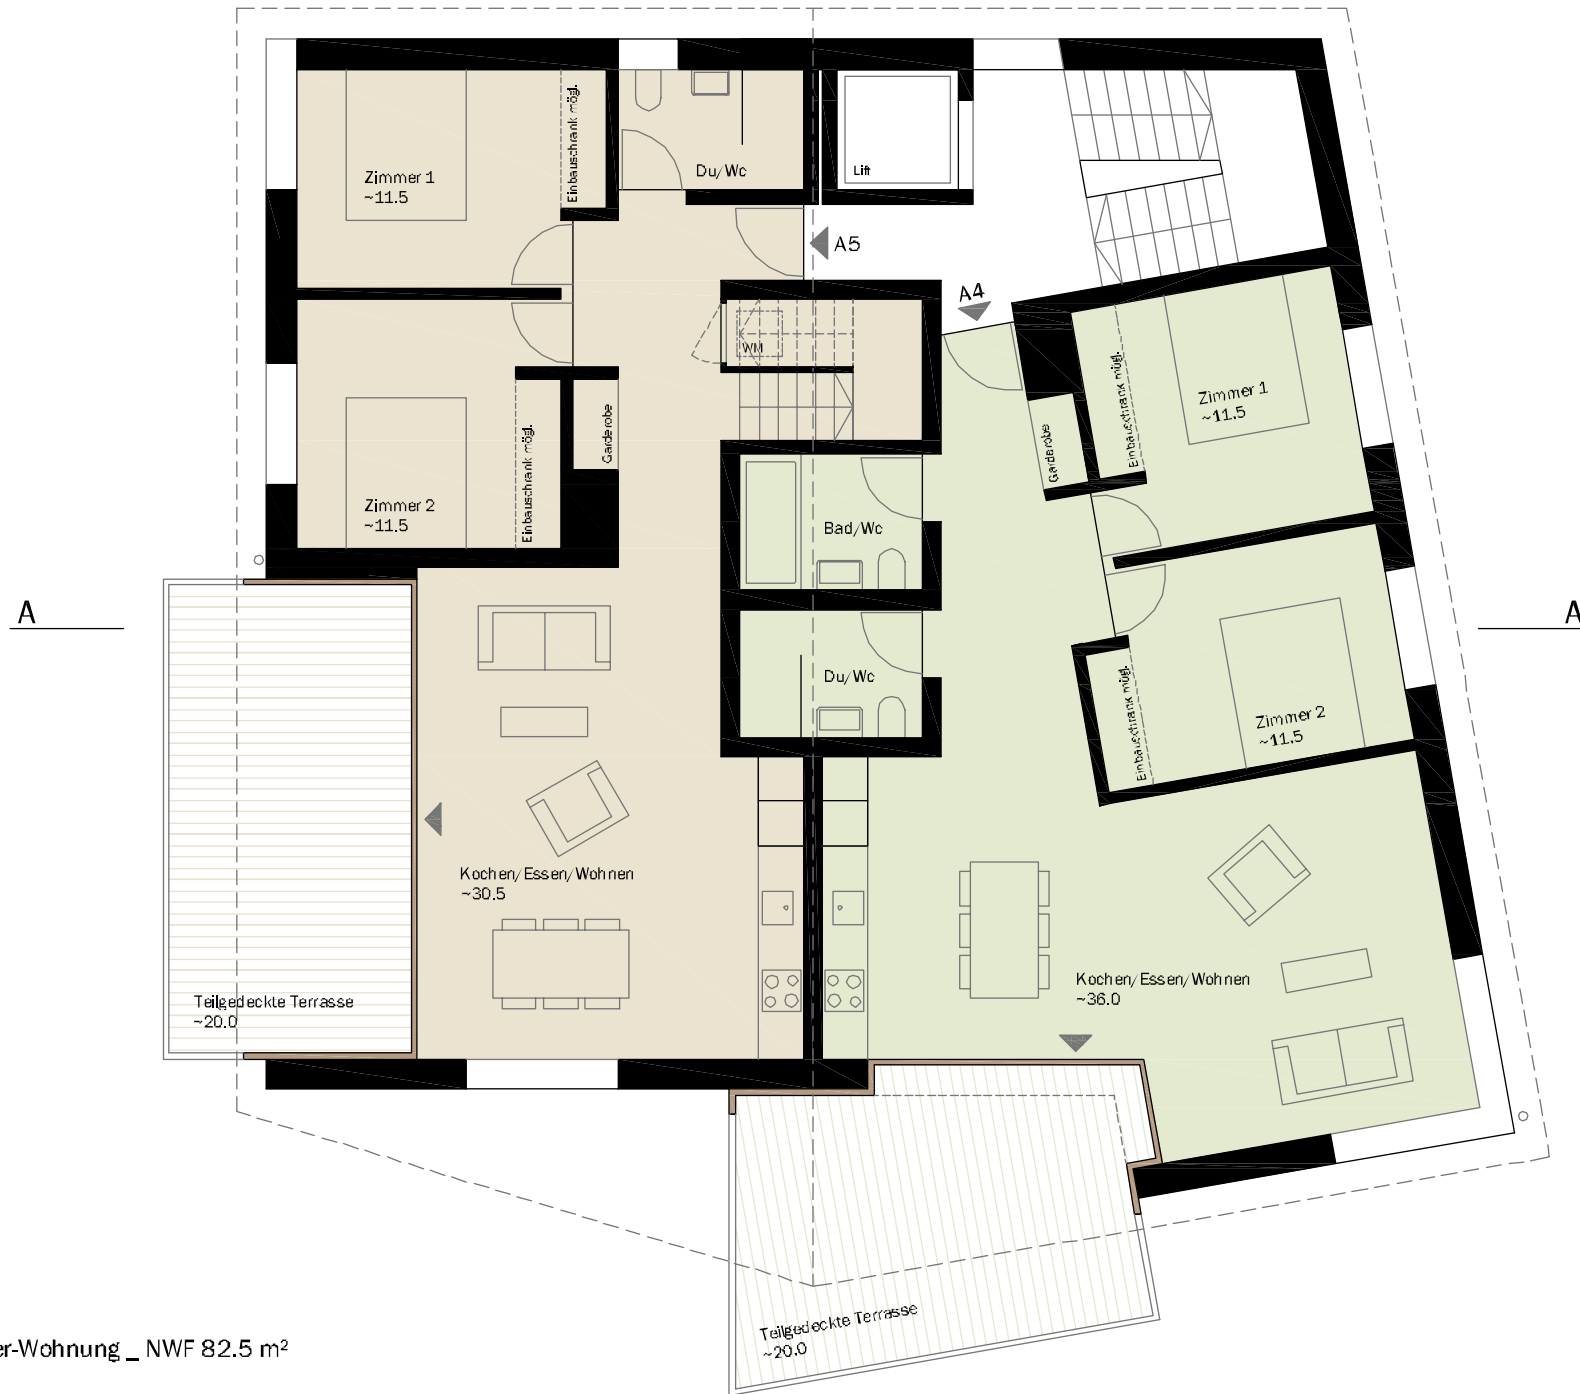 Zimmer 1
~11.5
Einbauschrank mögl.
Du/Wc
Lift
A5
A4
WM
Zimmer 2
~11.5
Einbauschrank mögl.
Garderobe
Garderobe
Einbauschrank mögl.
Zimmer 1
~11.5
Bad/Wc
A
A
Du/Wc
Einbauschrank mögl.
Zimmer 2
~11.5
Kochen/Essen/Wohnen
~30.5
Kochen/Essen/Wohnen
~36.0
Teilgedeckte Terrasse
~20.0
Teilgedeckte Terrasse
~20.0
er-Wohnung _ NWF 82.5 m²